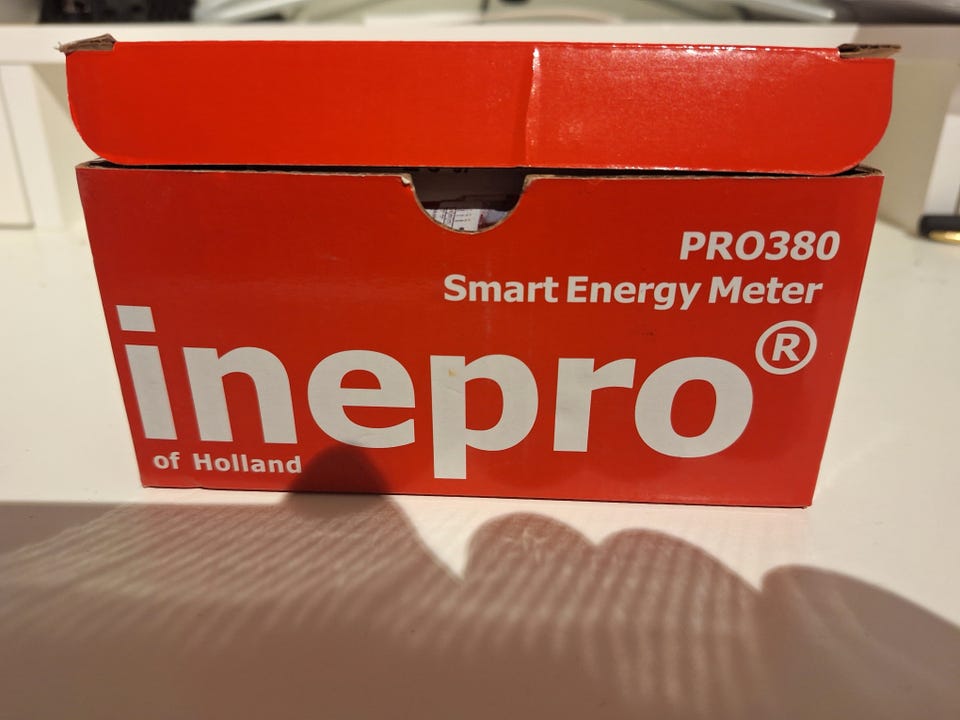 PRO380
Smart Energy Meter
inepro®
of Holland